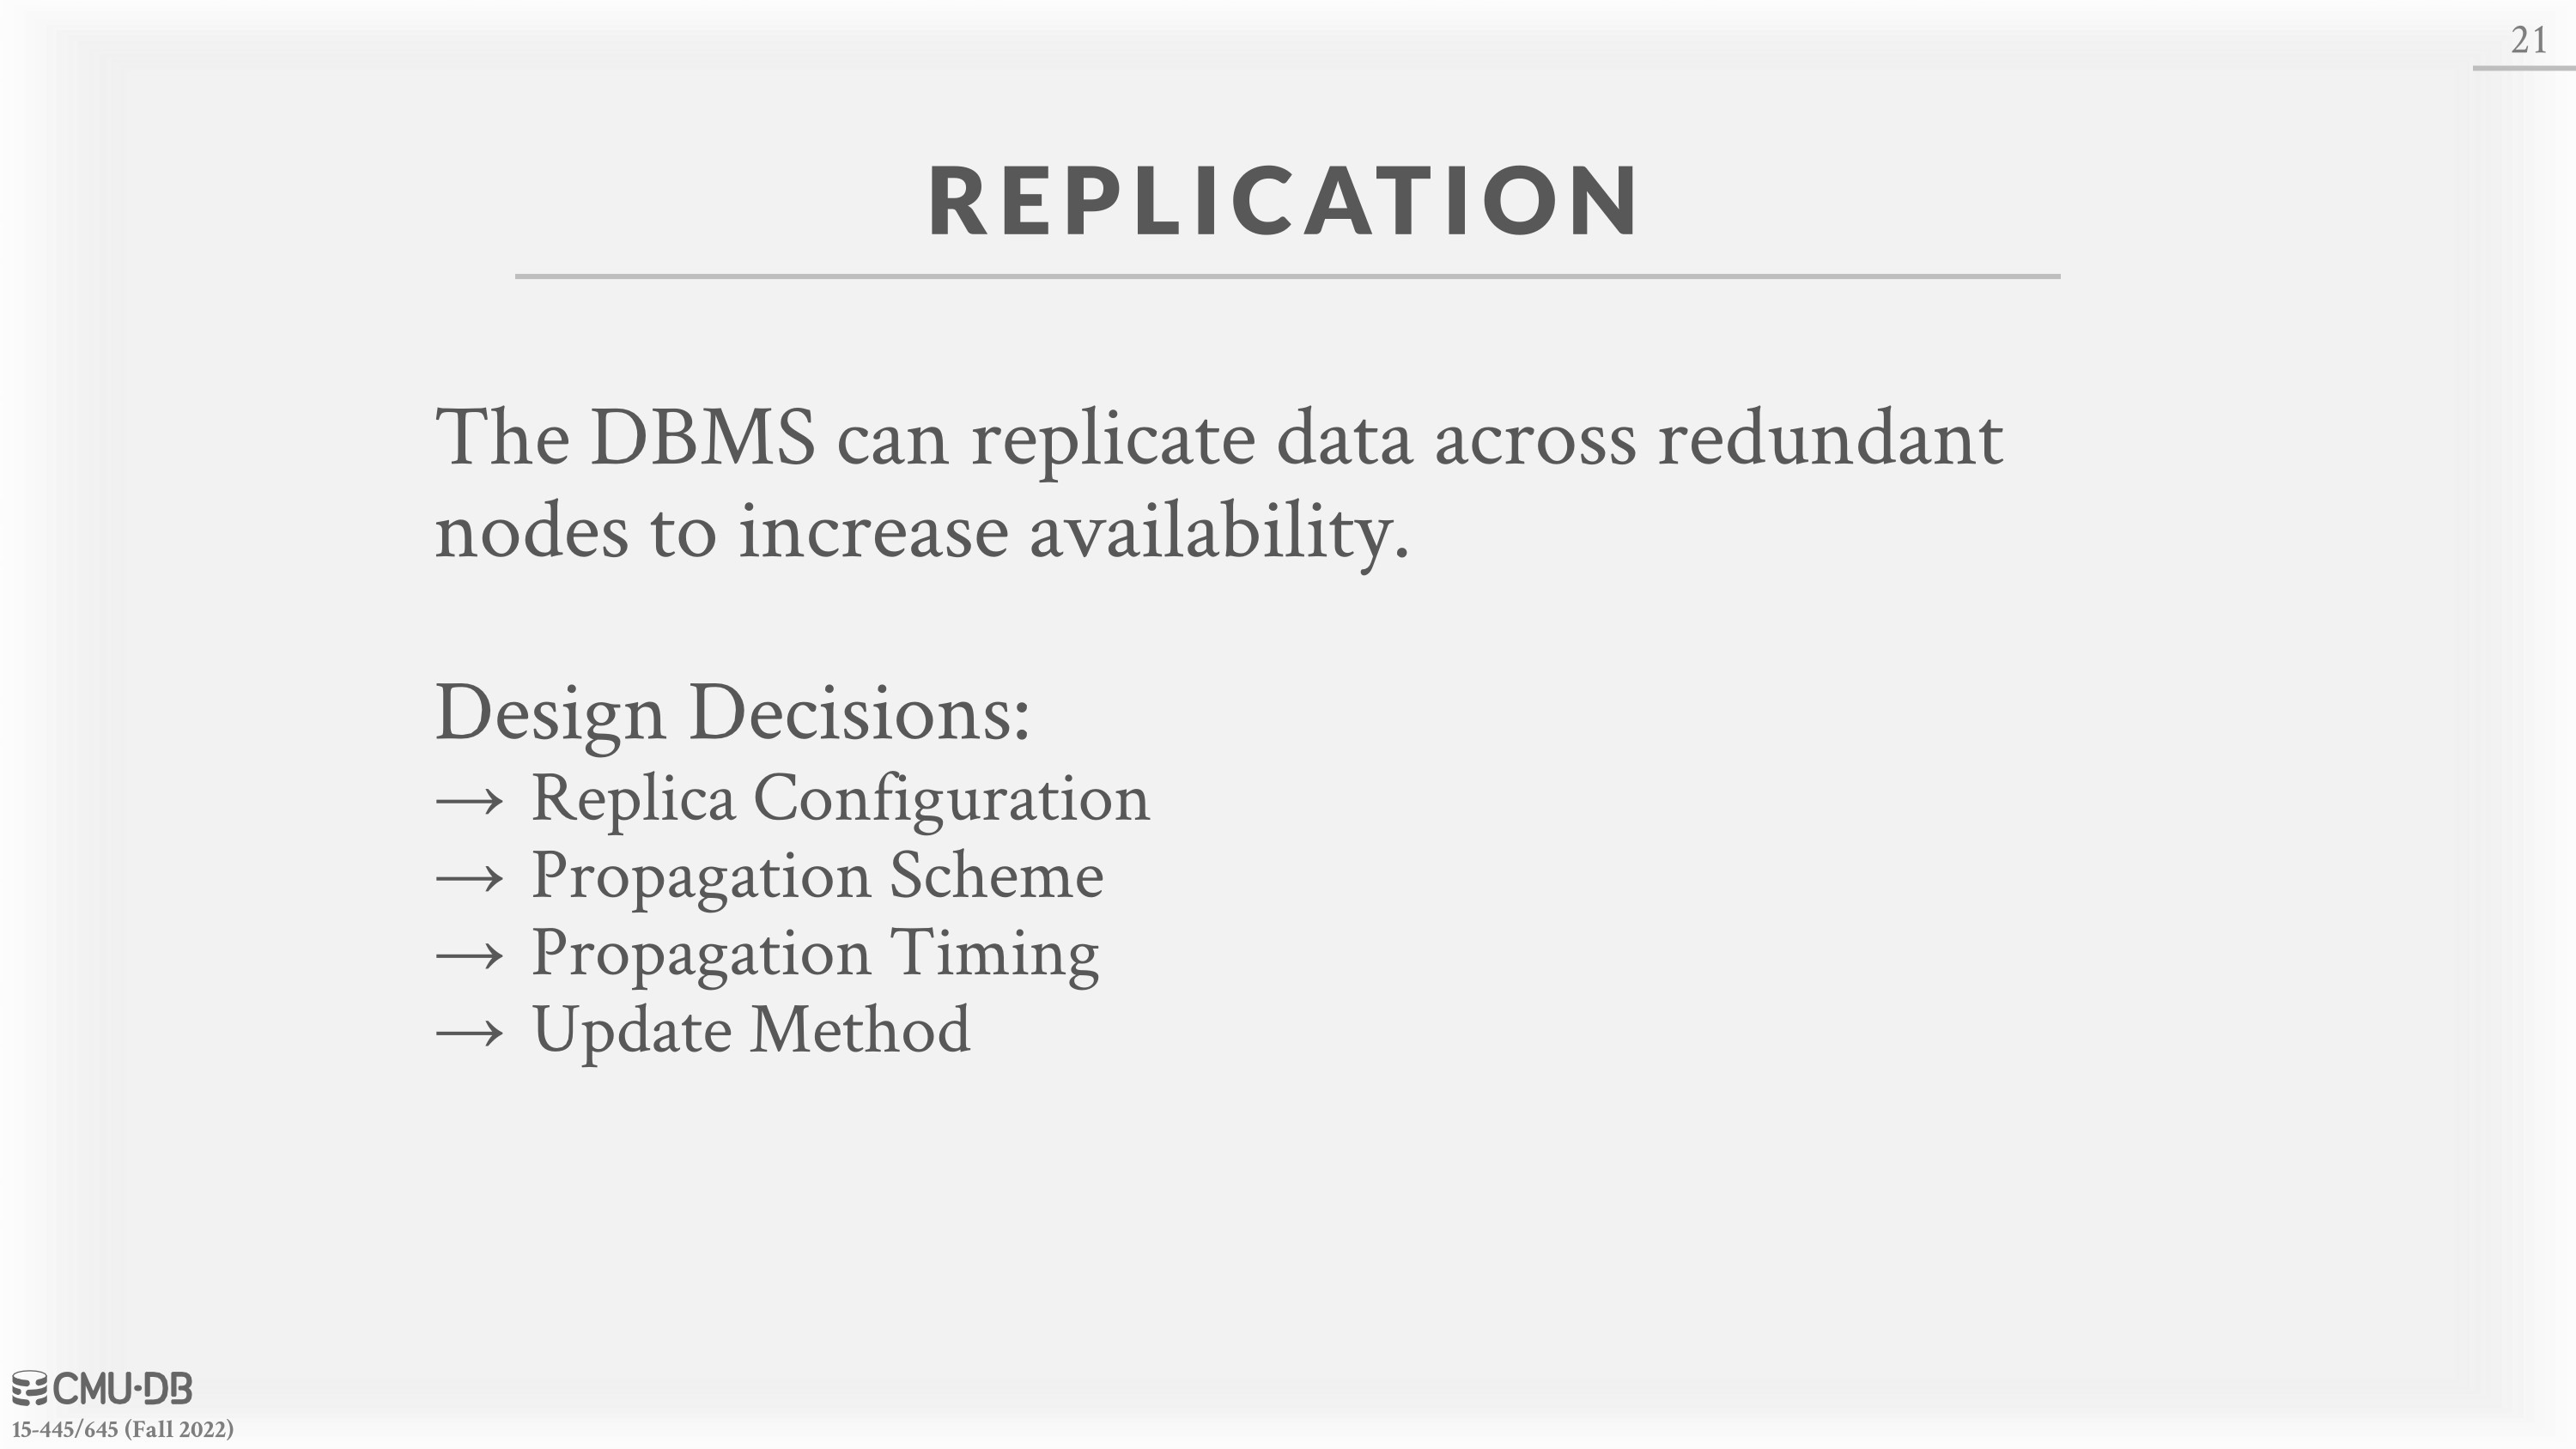 21
REPLICATION
The DBMS can replicate data across redundant
nodes to increase availability.
Design Decisions:
→ Replica Configuration
→ Propagation Scheme
→ Propagation Timing
→ Update Method
CMU·DB
15-445/645 (Fall 2022)